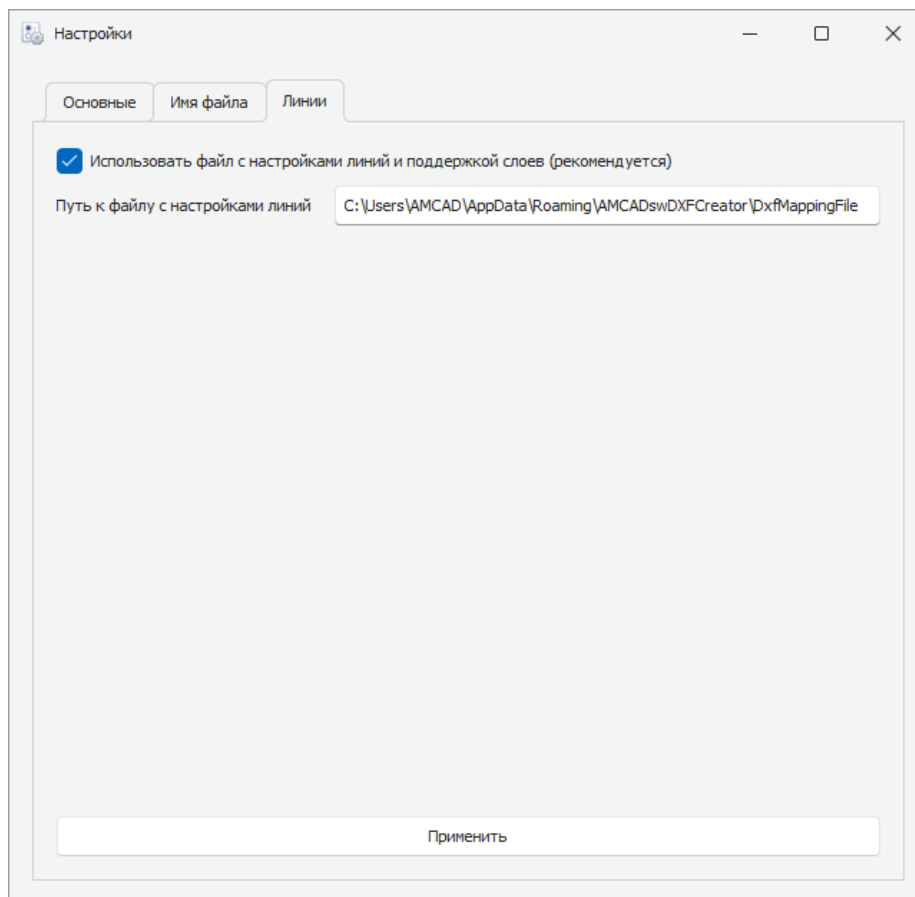 Настройки
Основные
Имя файла
Линии
Использовать файл с настройками линий и поддержкой слоев (рекомендуется)
Путь к файлу с настройками линий
C:\Users\AMCAD\AppData\Roaming\AMCADswDXFCreator\DxfMappingFile
Применить